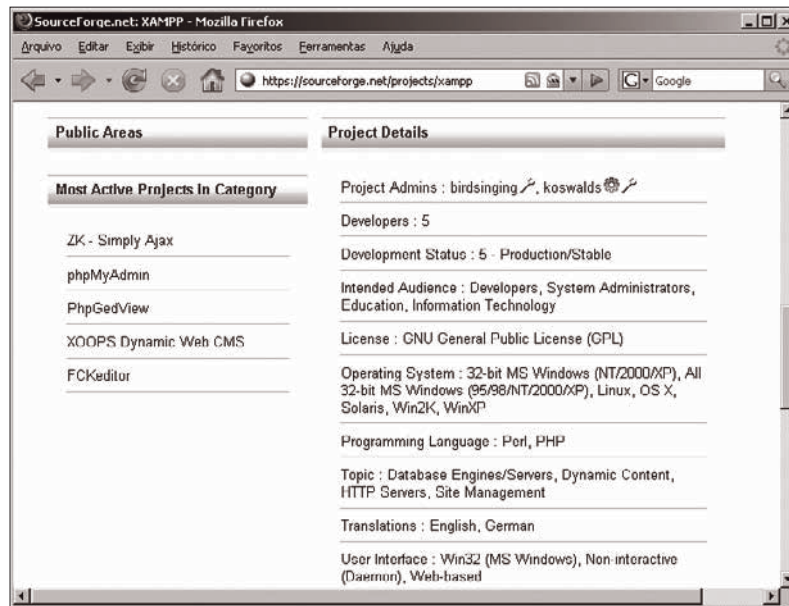 SourceForge.net: XAMPP - Mozilla Firefox
Arquivo Editar Exibir Histórico Favoritos Ferramentas Ajuda
https://sourceforge.net/projects/xampp
G Google
Public Areas
Most Active Projects In Category
ZK - Simply Ajax
phpMyAdmin
PhpGedView
XOOPS Dynamic Web CMS
FCKeditor
Project Details
Project Admins : birdsinging, koswalds
Developers : 5
Development Status : 5 - Production/Stable
Intended Audience : Developers, System Administrators,
Education, Information Technology
License : GNU General Public License (GPL)
Operating System : 32-bit MS Windows (NT/2000/XP), All
32-bit MS Windows (95/98/NT/2000/XP), Linux, OS X,
Solaris, Win2K, WinXP
Programming Language : Perl, PHP
Topic : Database Engines/Servers, Dynamic Content,
HTTP Servers, Site Management
Translations : English, German
User Interface : Win32 (MS Windows), Non-interactive
(Daemon), Web-based